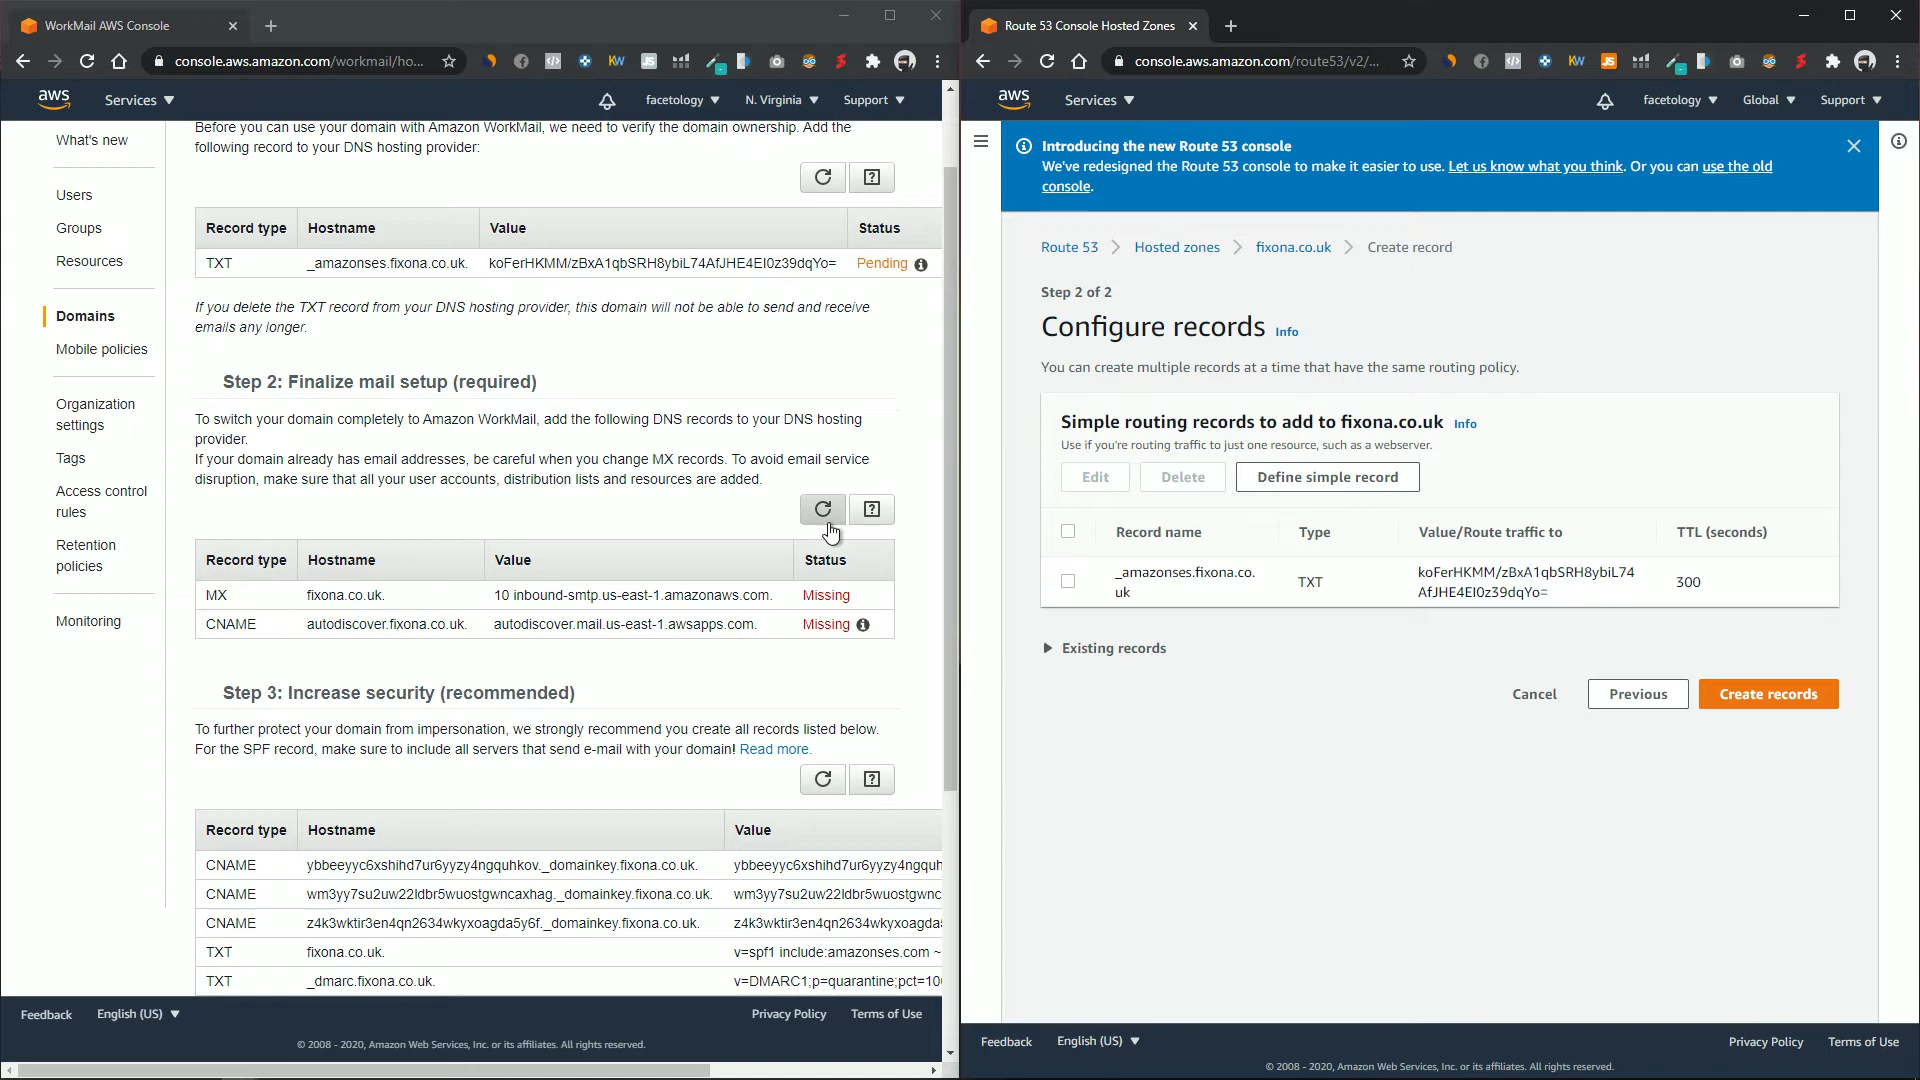 WorkMail AWS Console
console.aws.amazon.com/workmail/ho...
KW
aws
Services
facetology
N. Virginia
Support
What's new
Users
Groups
Resources
Domains
Mobile policies
Organization
settings
Tags
Access control
rules
Retention
policies
Monitoring
Before you can use your domain with Amazon WorkMail, we need to verify the domain ownership. Add the
following record to your DNS hosting provider:
Record type Hostname Value Status
TXT _amazonses.fixona.co.uk. koFerHKMM/zBxA1qbSRH8ybiL74AfJHE4EI0z39dqYo= Pending
If you delete the TXT record from your DNS hosting provider, this domain will not be able to send and receive
emails any longer.
Step 2: Finalize mail setup (required)
To switch your domain completely to Amazon WorkMail, add the following DNS records to your DNS hosting
provider.
If your domain already has email addresses, be careful when you change MX records. To avoid email service
disruption, make sure that all your user accounts, distribution lists and resources are added.
Record type Hostname Value Status
MX fixona.co.uk. 10 inbound-smtp.us-east-1.amazonaws.com. Missing
CNAME autodiscover.fixona.co.uk. autodiscover.mail.us-east-1.awsapps.com. Missing
Step 3: Increase security (recommended)
To further protect your domain from impersonation, we strongly recommend you create all records listed below.
For the SPF record, make sure to include all servers that send e-mail with your domain! Read more.
Record type Hostname Value
CNAME ybbeeyyc6xshihd7ur6yyzy4ngquhkov._domainkey.fixona.co.uk. ybbeeyyc6xshihd7ur6yyzy4ngquh
CNAME wm3yy7su2uw22ldbr5wuostgwncaxhag._domainkey.fixona.co.uk. wm3yy7su2uw22ldbr5wuostgwnc
CNAME z4k3wktir3en4qn2634wkyxoagda5y6f._domainkey.fixona.co.uk. z4k3wktir3en4qn2634wkyxoagda
TXT fixona.co.uk. v=spf1 include:amazonses.com ~
TXT _dmarc.fixona.co.uk. v=DMARC1;p=quarantine;pct=10
Feedback English (US) Privacy Policy Terms of Use
© 2008 - 2020, Amazon Web Services, Inc. or its affiliates. All rights reserved.
Route 53 Console Hosted Zones
console.aws.amazon.com/route53/v2/...
KW
JS
aws
Services
facetology
Global
Support
Introducing the new Route 53 console
We've redesigned the Route 53 console to make it easier to use. Let us know what you think. Or you can use the old
console.
Route 53 Hosted zones fixona.co.uk Create record
Step 2 of 2
Configure records Info
You can create multiple records at a time that have the same routing policy.
Simple routing records to add to fixona.co.uk Info
Use if you're routing traffic to just one resource, such as a webserver.
Edit Delete Define simple record
Record name Type Value/Route traffic to TTL (seconds)
_amazonses.fixona.co.
uk
TXT
koFerHKMM/zBxA1qbSRH8ybiL74
AfJHE4EI0z39dqYo=
300
Existing records
Cancel Previous Create records
Feedback English (US) Privacy Policy Terms of Use
© 2008 - 2020, Amazon Web Services, Inc. or its affiliates. All rights reserved.